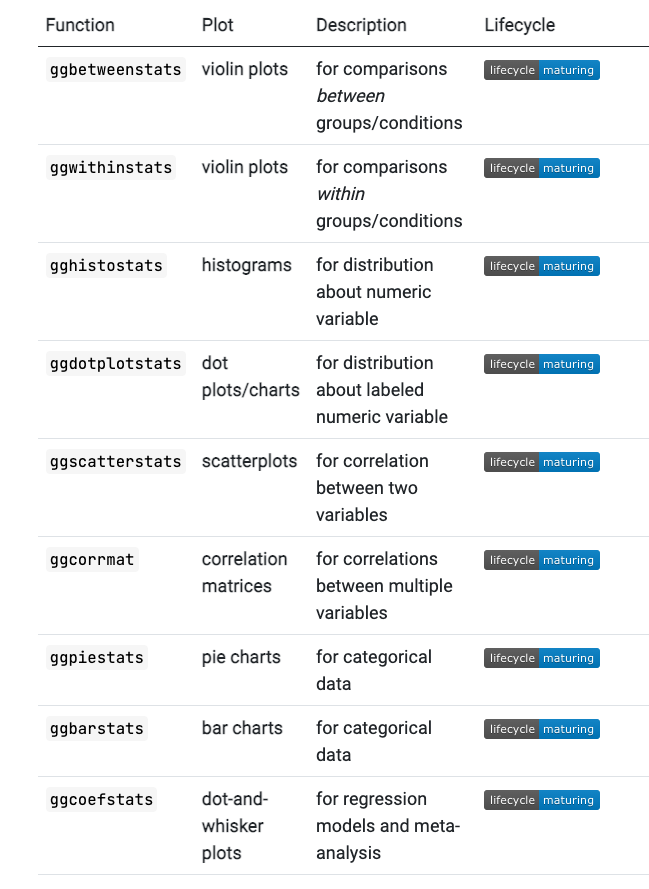 Function Plot Description Lifecycle
ggbetweenstats violin plots for comparisons lifecycle maturing
between
groups/conditions
ggwithinstats violin plots for comparisons lifecycle maturing
within
groups/conditions
gghistostats histograms for distribution lifecycle maturing
about numeric
variable
ggdotplotstats dot for distribution lifecycle maturing
plots/charts about labeled
numeric variable
ggscatterstats scatterplots for correlation lifecycle maturing
between two
variables
ggcorrmat correlation for correlations lifecycle maturing
matrices between multiple
variables
ggpiestats pie charts for categorical lifecycle maturing
data
ggbarstats bar charts for categorical lifecycle maturing
data
ggcoefstats dot-and- for regression lifecycle maturing
whisker models and meta-
plots analysis